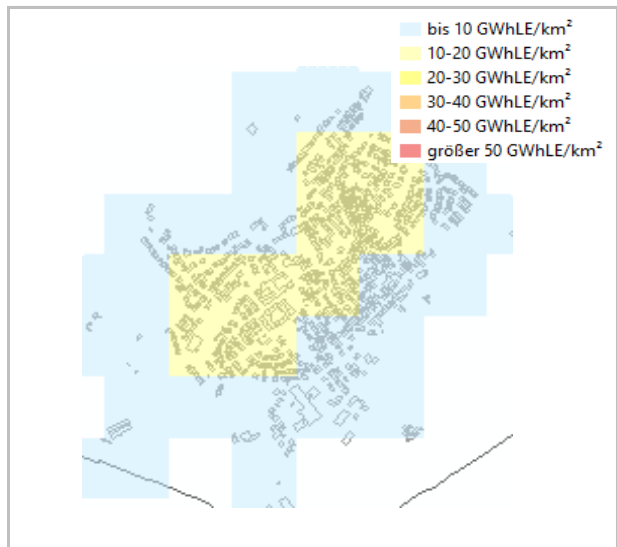 bis 10 GWhLE/km²
10-20 GWhLE/km²
20-30 GWhLE/km²
30-40 GWhLE/km²
40-50 GWhLE/km²
größer 50 GWhLE/km²